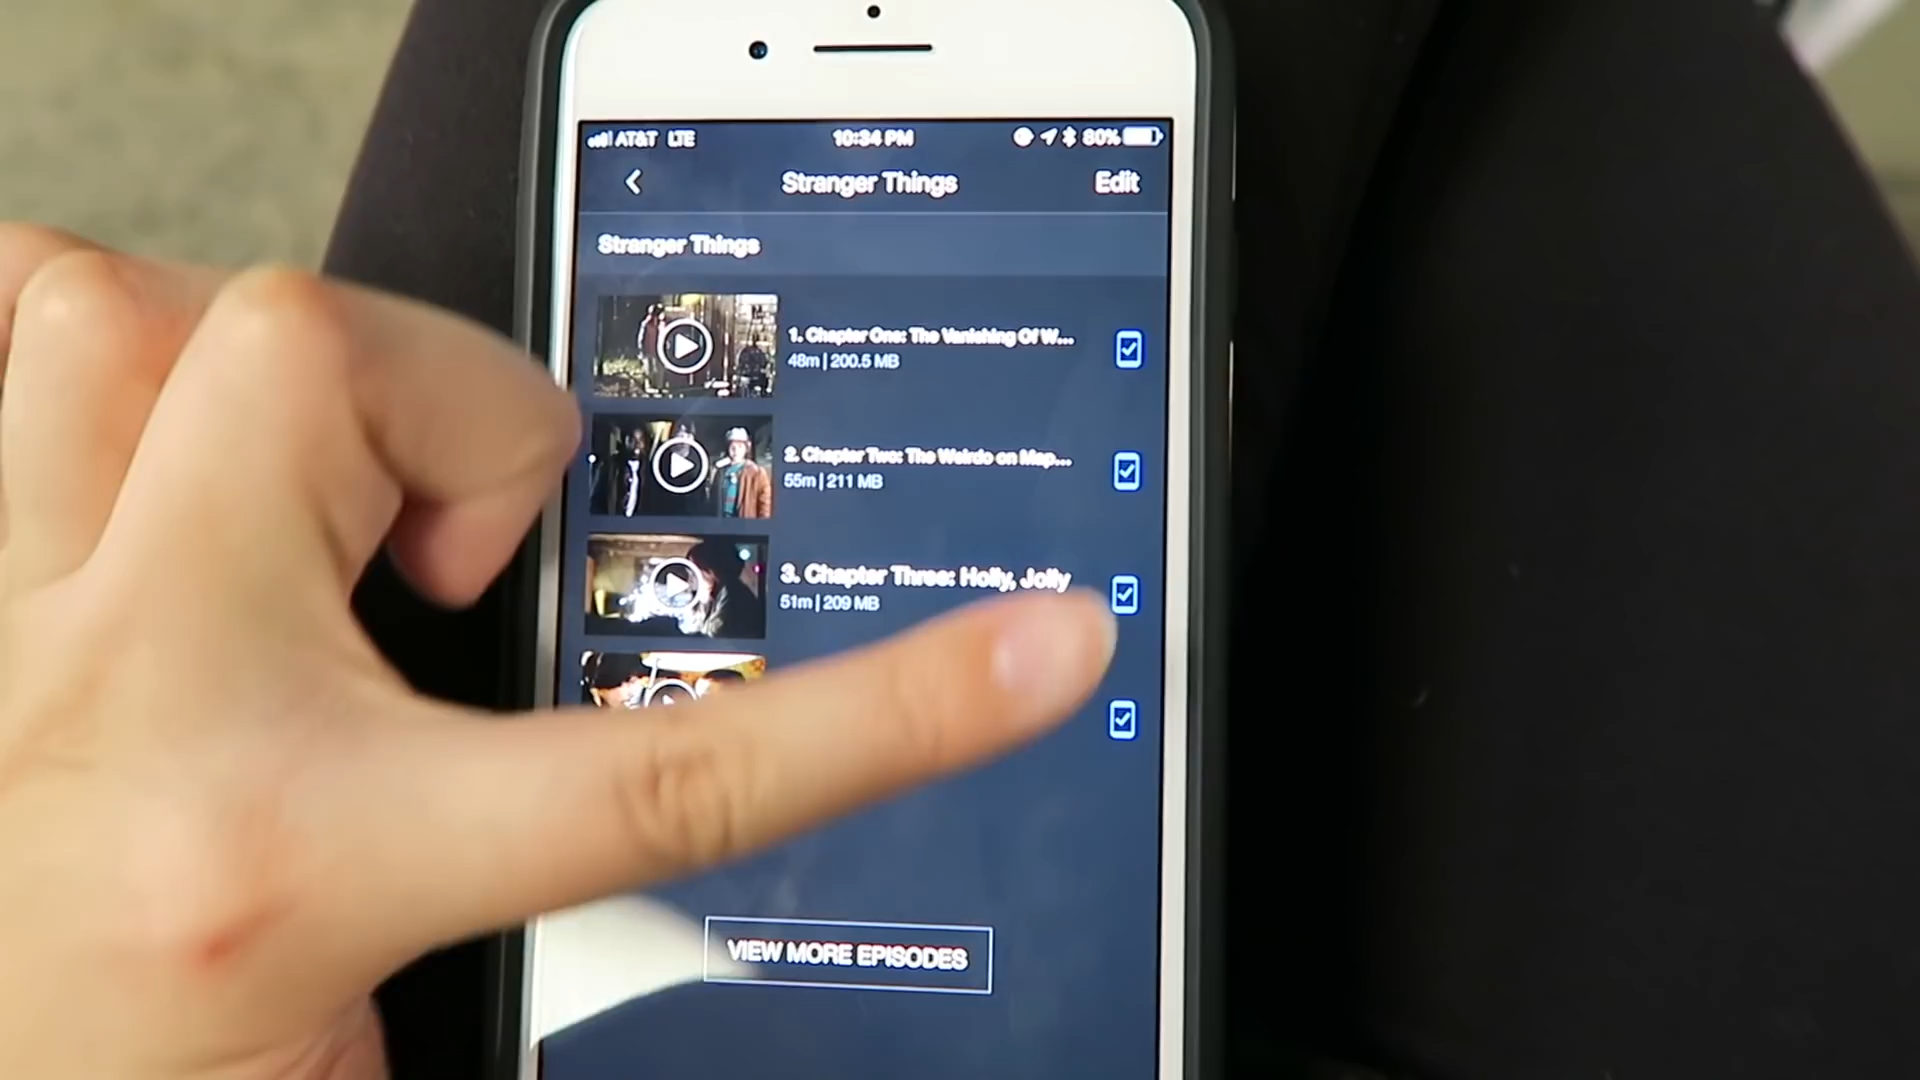 AT&T LTE 10:34 PM 80%
Stranger Things Edit
Stranger Things
1. Chapter One: The Vanishing Of W...
48m | 200.5 MB
2. Chapter Two: The Weirdo on Map...
55m | 211 MB
3. Chapter Three: Holly, Jolly
51m | 209 MB
VIEW MORE EPISODES